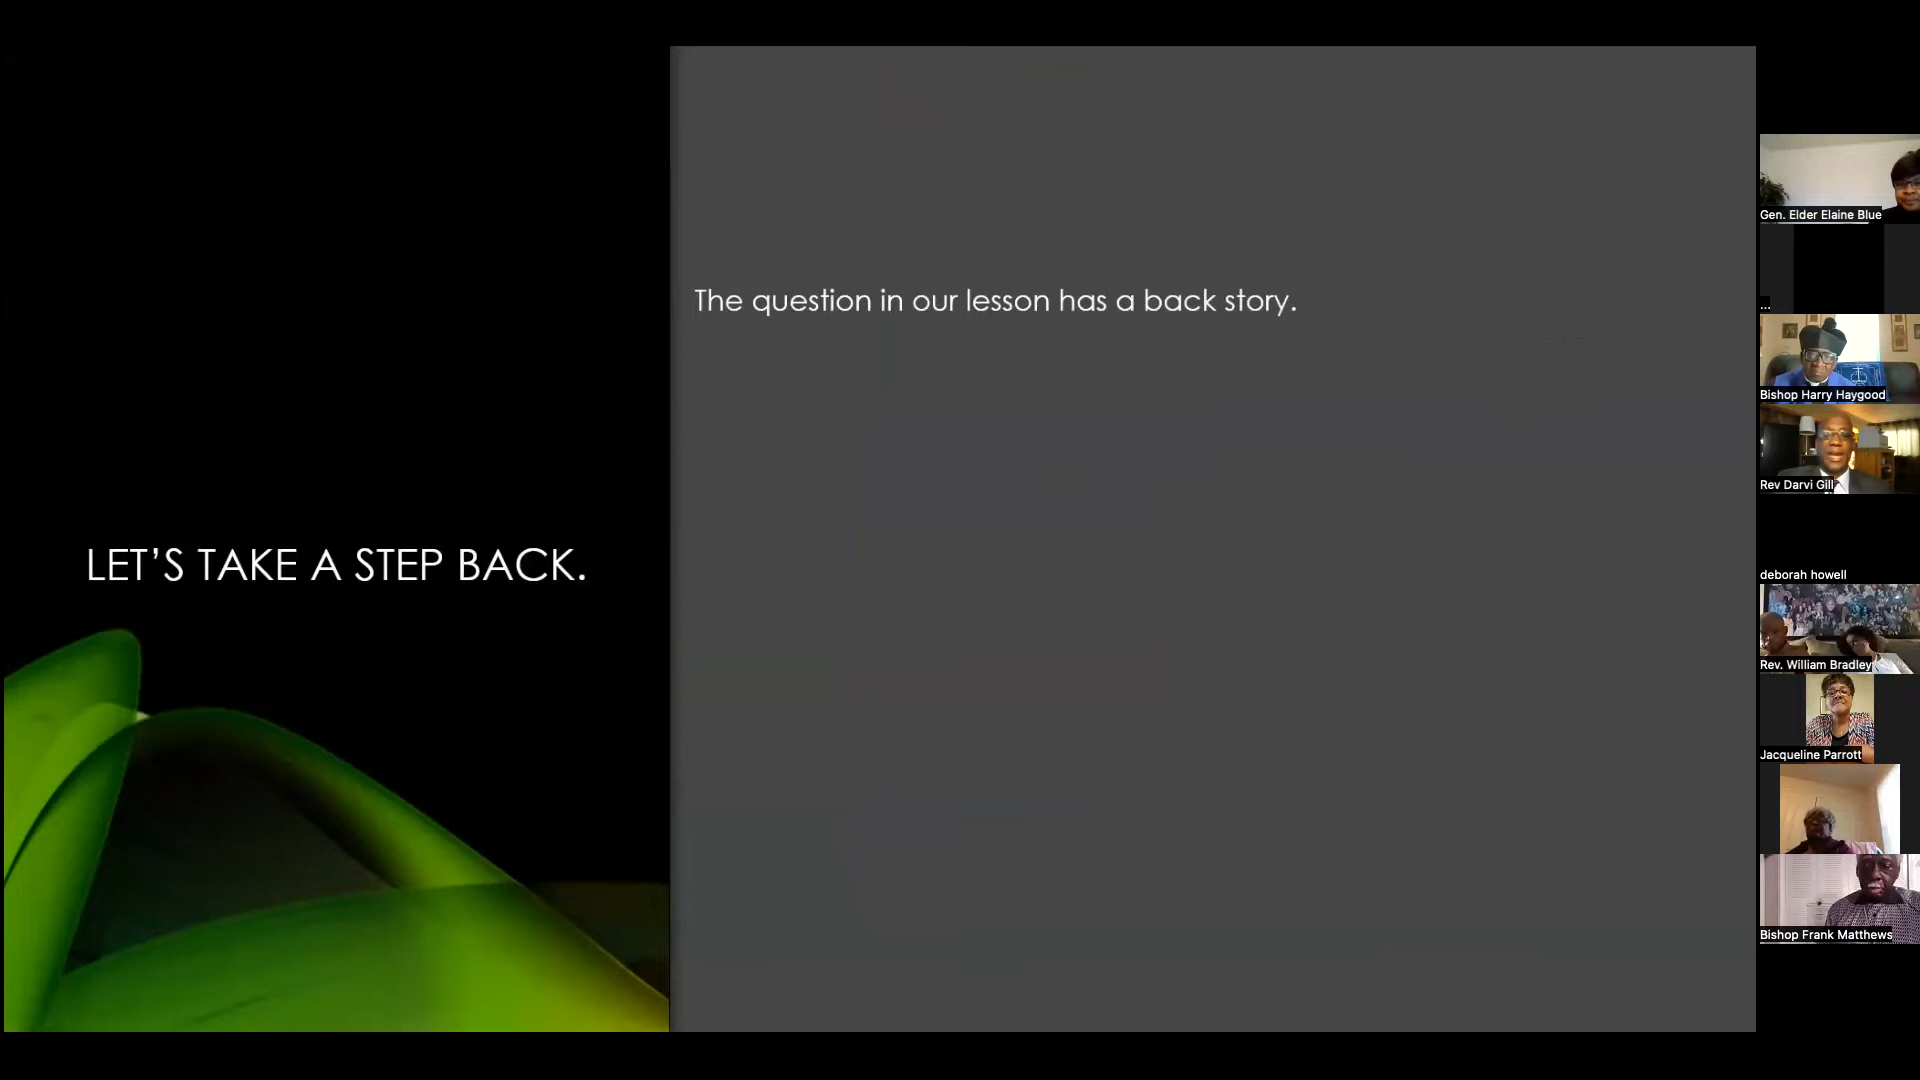 LET’S TAKE A STEP BACK.
The question in our lesson has a back story.
Gen. Elder Elaine Blue
...
Bishop Harry Haygood
Rev Darvi Gill
deborah howell
Rev. William Bradley
Jacqueline Parrott
Bishop Frank Matthews